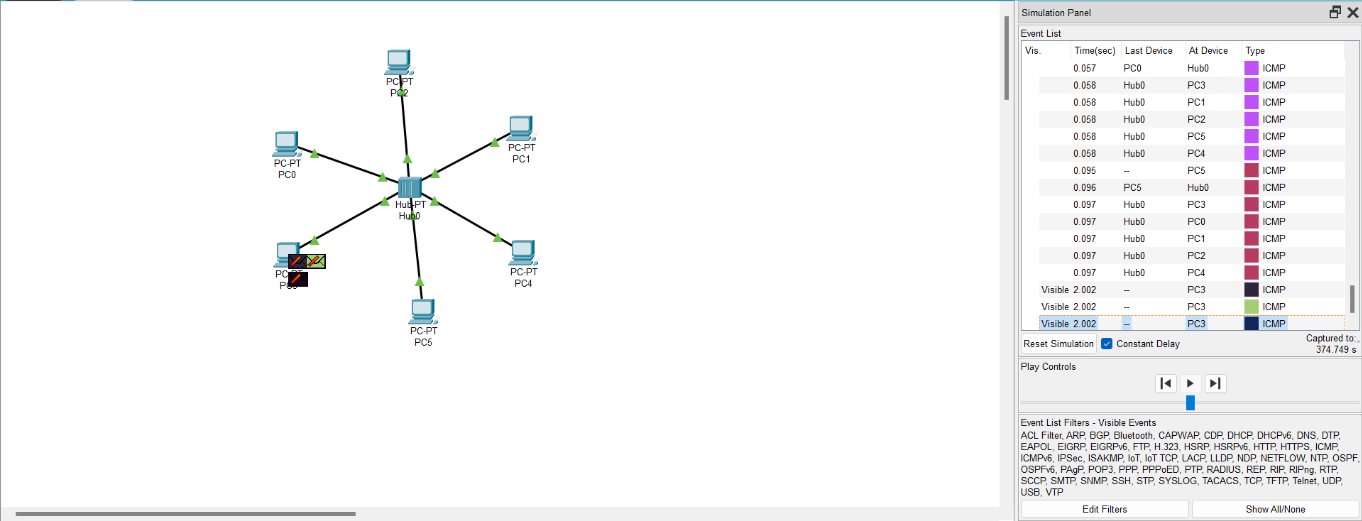 PC-PT
PC2
PC-PT
PC1
PC-PT
PC0
Hub-PT
Hub0
PC-PT
PC-PT
PC4
PC-PT
PC5
Simulation Panel
Event List
Vis. Time(sec) Last Device At Device Type
0.057 PC0 Hub0 ICMP
0.058 Hub0 PC3 ICMP
0.058 Hub0 PC1 ICMP
0.058 Hub0 PC2 ICMP
0.058 Hub0 PC5 ICMP
0.058 Hub0 PC4 ICMP
0.095 -- PC5 ICMP
0.096 PC5 Hub0 ICMP
0.097 Hub0 PC3 ICMP
0.097 Hub0 PC0 ICMP
0.097 Hub0 PC1 ICMP
0.097 Hub0 PC2 ICMP
0.097 Hub0 PC4 ICMP
Visible 2.002 -- PC3 ICMP
Visible 2.002 -- PC3 ICMP
Visible 2.002 -- PC3 ICMP
Reset Simulation Constant Delay Captured to:
374.749 s
Play Controls
Event List Filters - Visible Events
ACL Filter, ARP, BGP, Bluetooth, CAPWAP, CDP, DHCP, DHCPv6, DNS, DTP,
EAPOL, EIGRP, EIGRPv6, FTP, H.323, HSRP, HSRPv6, HTTP, HTTPS, ICMP,
ICMPv6, IPSec, ISAKMP, IoT, IoT TCP, LACP, LLDP, NDP, NETFLOW, NTP, OSPF,
OSPFv6, PAgP, POP3, PPP, PPPoED, PTP, RADIUS, REP, RIP, RIPng, RTP,
SCCP, SMTP, SNMP, SSH, STP, SYSLOG, TACACS, TCP, TFTP, Telnet, UDP,
USB, VTP
Edit Filters Show All/None